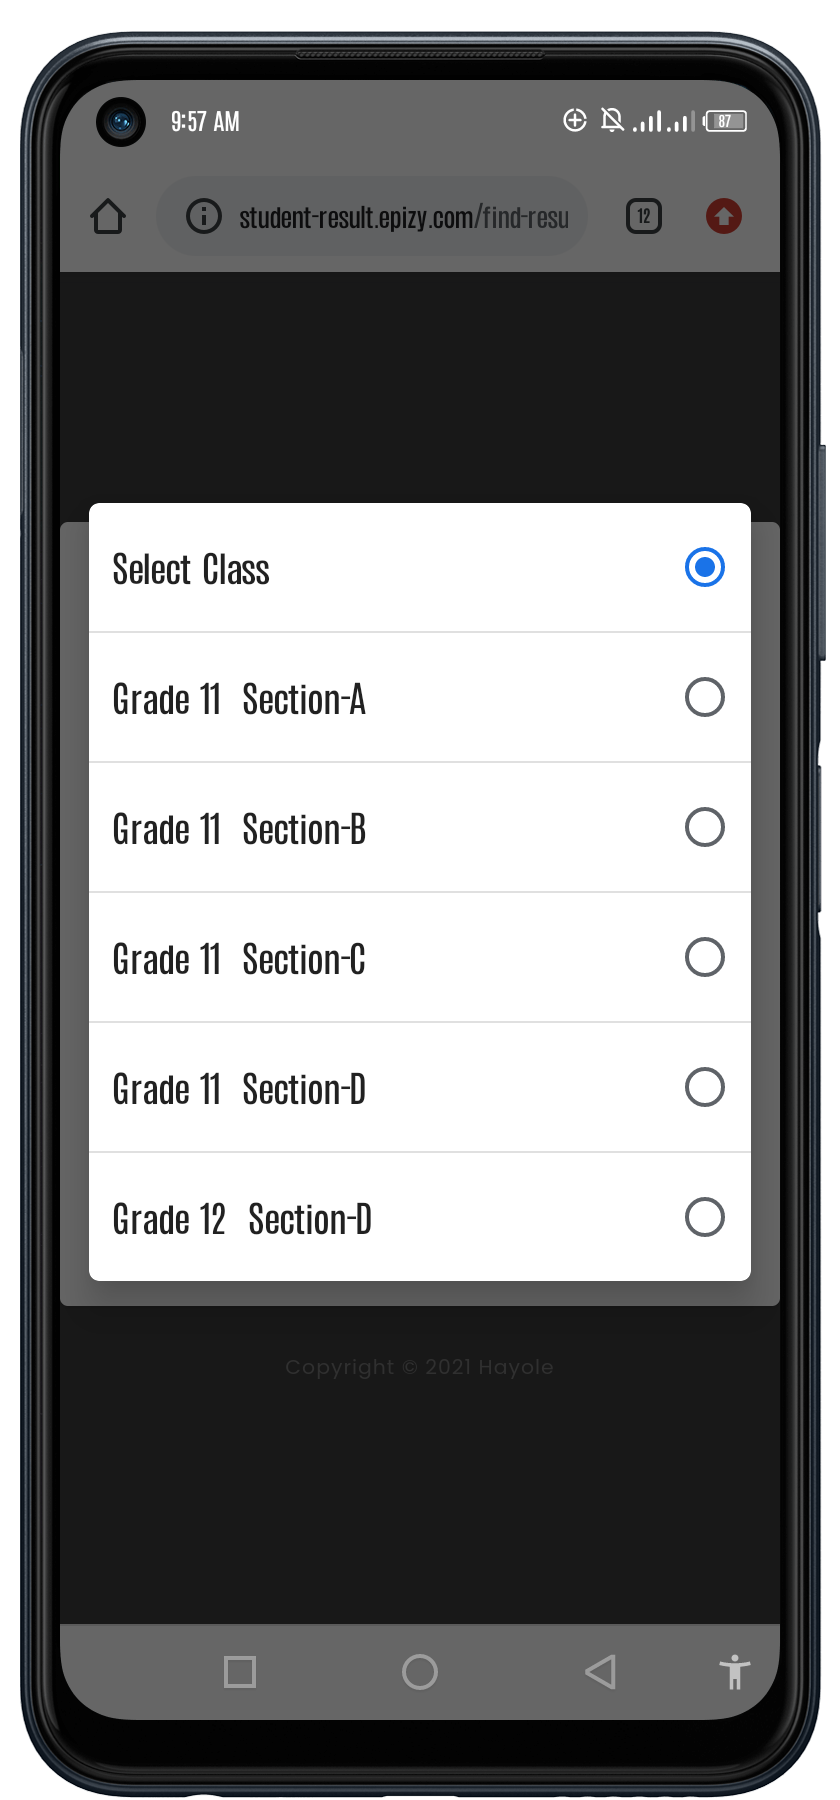 9:57 AM
87
student-result.epizy.com/find-resu
12
Select Class
Grade 11 Section-A
Grade 11 Section-B
Grade 11 Section-C
Grade 11 Section-D
Grade 12 Section-D
Copyright © 2021 Hayole